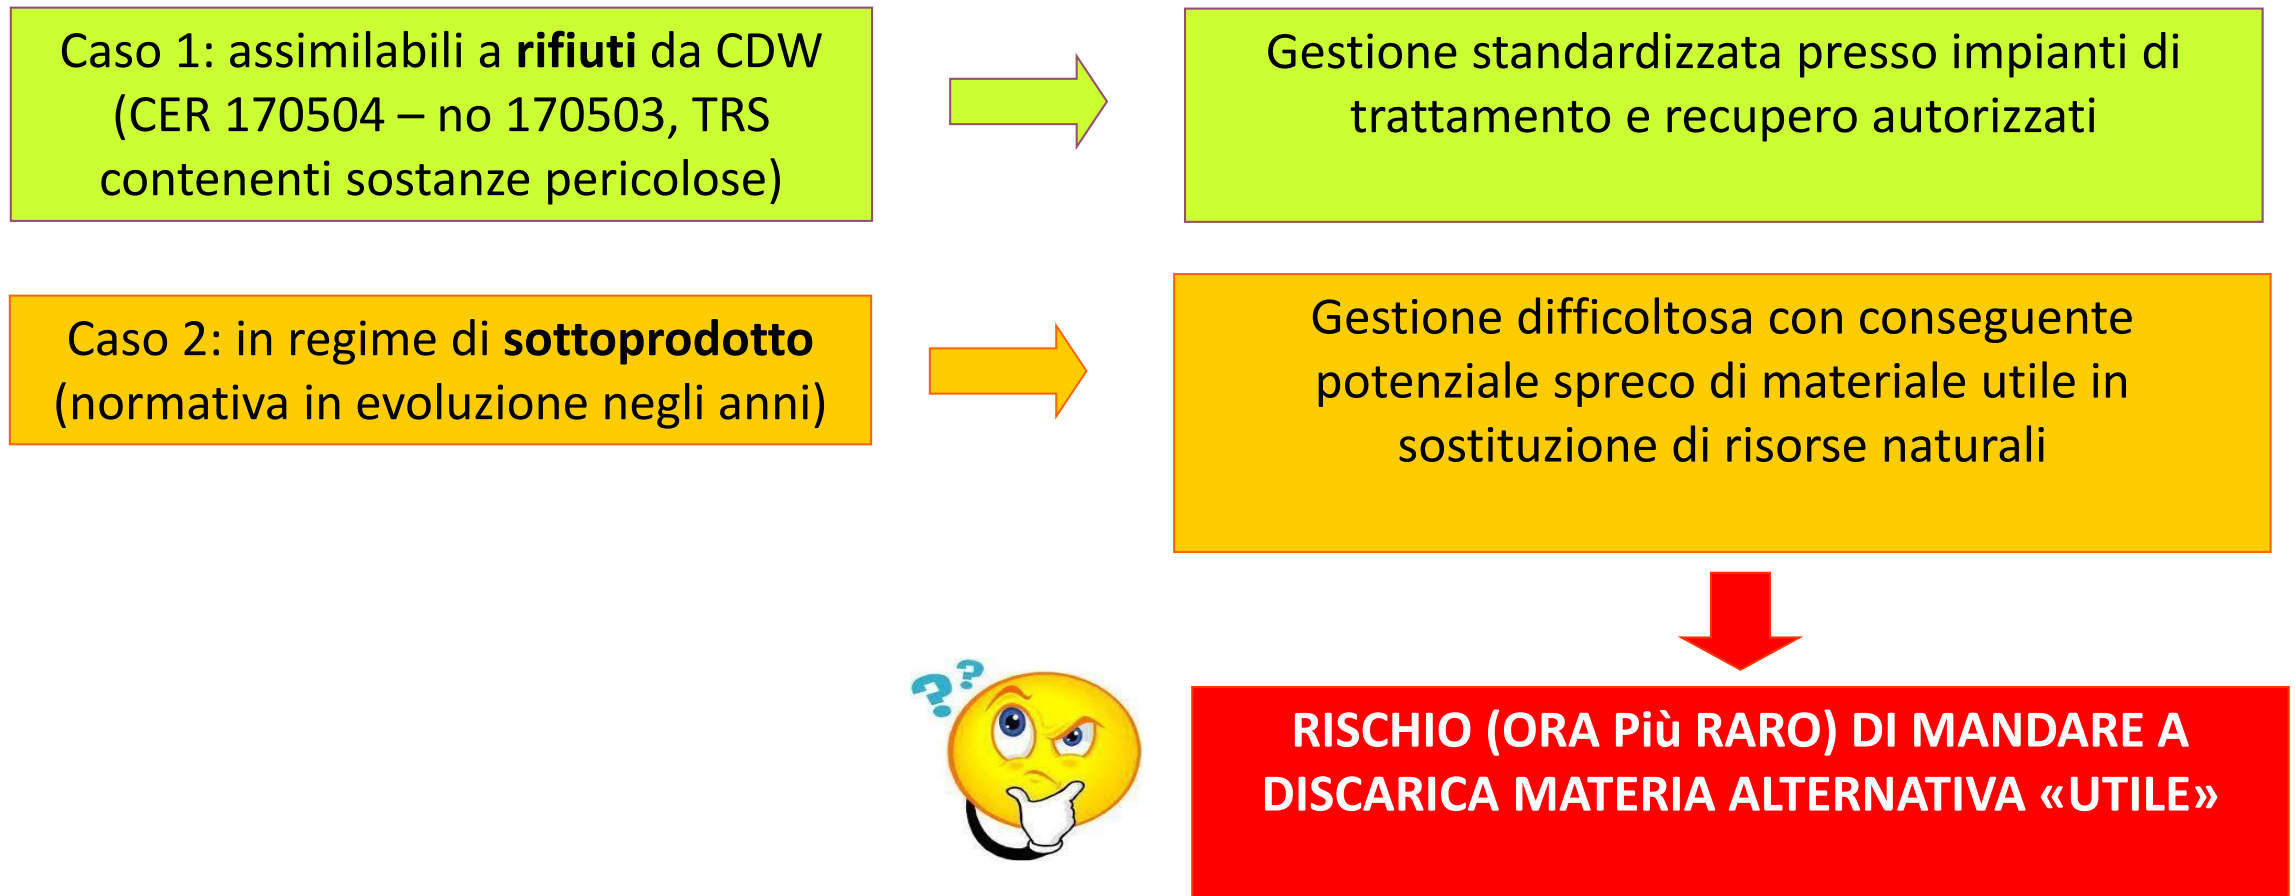 Caso 1: assimilabili a rifiuti da CDW
(CER 170504 – no 170503, TRS
contenenti sostanze pericolose)
Gestione standardizzata presso impianti di
trattamento e recupero autorizzati
Caso 2: in regime di sottoprodotto
(normativa in evoluzione negli anni)
Gestione difficoltosa con conseguente
potenziale spreco di materiale utile in
sostituzione di risorse naturali
??
RISCHIO (ORA Più RARO) DI MANDARE A
DISCARICA MATERIA ALTERNATIVA «UTILE»